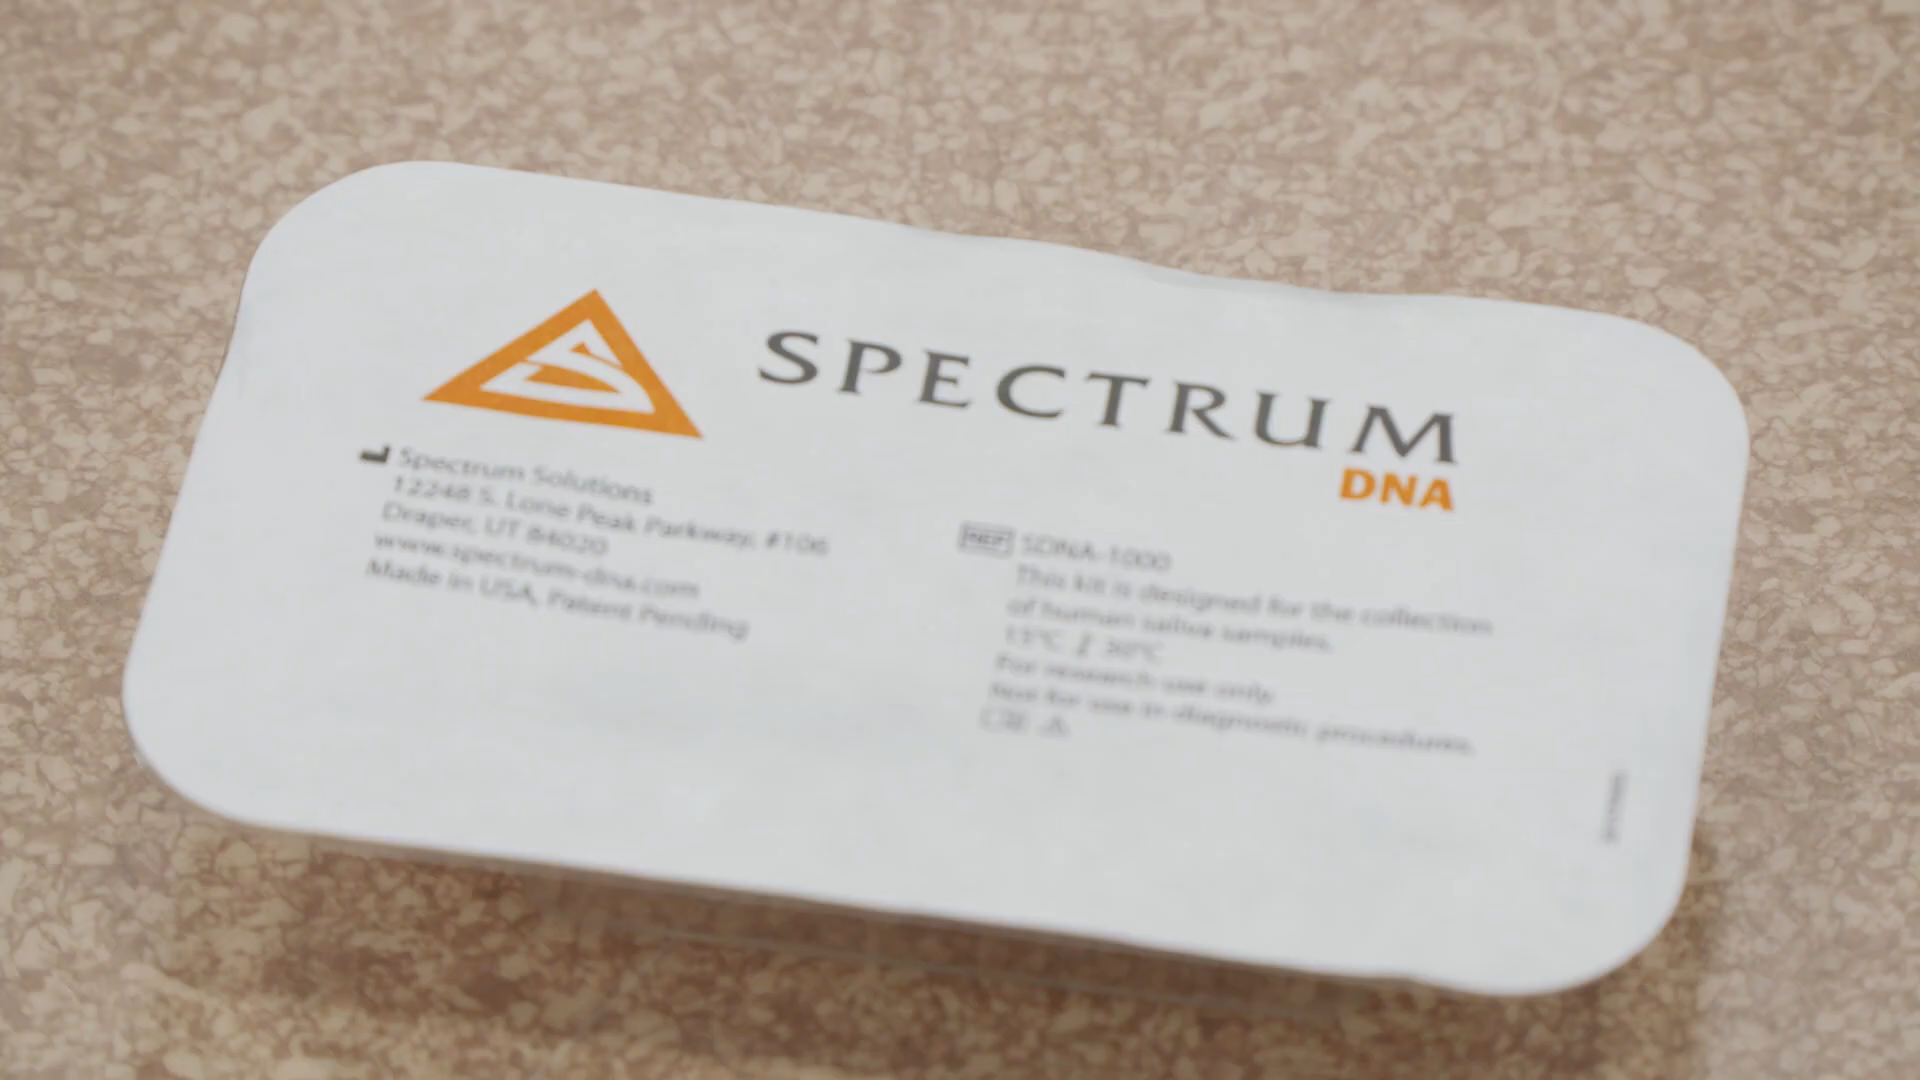 SPECTRUM
DNA
Spectrum Solutions
12248 S. Lone Peak Parkway, #106
Draper, UT 84020
www.spectrum-dna.com
Made in USA, Patent Pending
REF SDNA-1000
This kit is designed for the collection
of human saliva samples.
15°C 30°C
For research use only.
Not for use in diagnostic procedures.